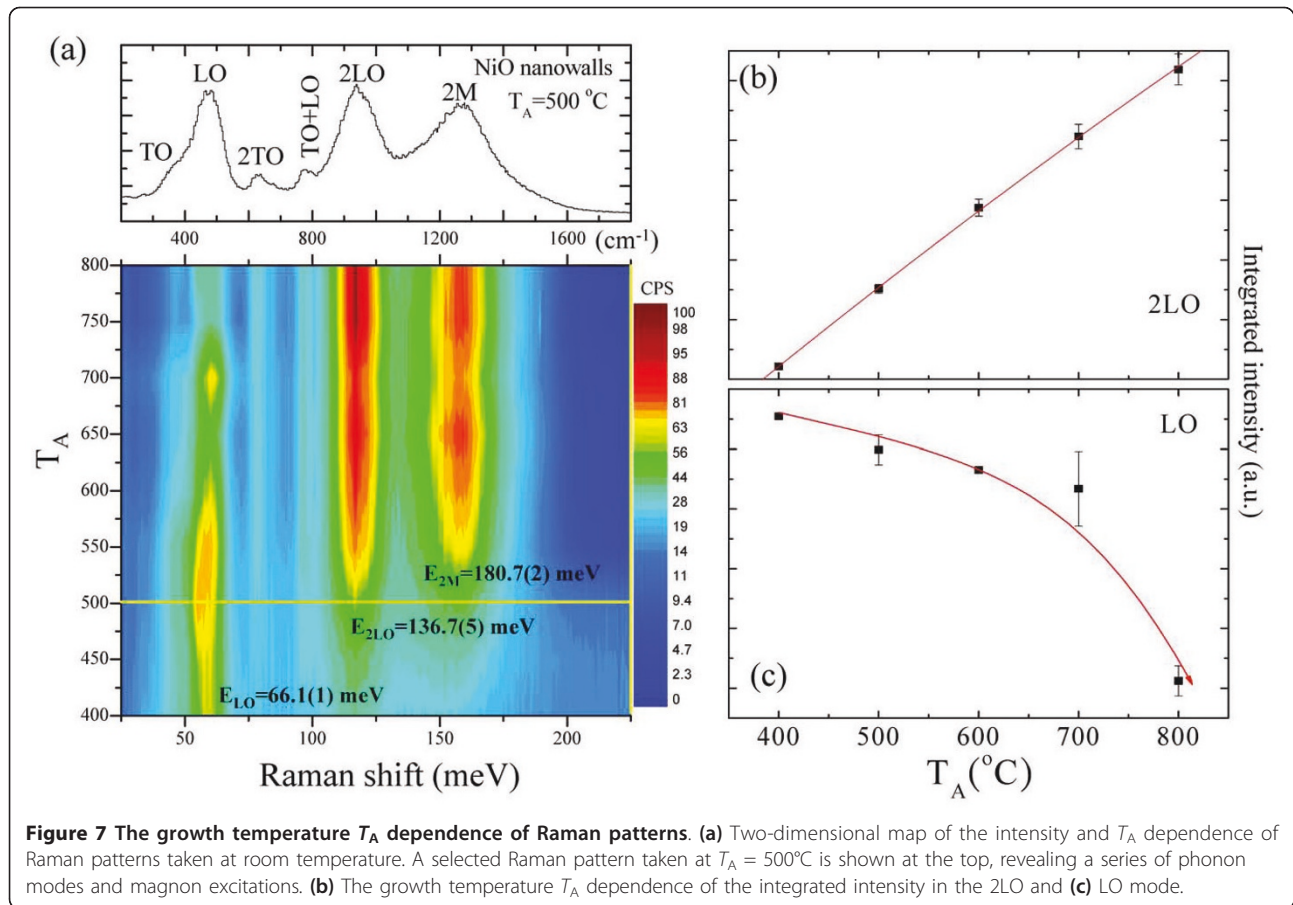 (a)
LO
2LO
NiO nanowalls
T_A=500 °C
2M
TO+LO
TO
2TO
400 800 1200 1600 (cm⁻¹)
800
750
700
650
600
550
500
450
400
T_A
E_2M=180.7(2) meV
E_2LO=136.7(5) meV
E_LO=66.1(1) meV
50 100 150 200
Raman shift (meV)
CPS
100
98
95
88
81
63
56
44
28
19
14
11
9.4
7.0
4.7
2.3
0
(b)
2LO
LO
(c)
Integrated intensity (a.u.)
400 500 600 700 800
T_A(°C)
Figure 7 The growth temperature T_A dependence of Raman patterns. (a) Two-dimensional map of the intensity and T_A dependence of
Raman patterns taken at room temperature. A selected Raman pattern taken at T_A = 500°C is shown at the top, revealing a series of phonon
modes and magnon excitations. (b) The growth temperature T_A dependence of the integrated intensity in the 2LO and (c) LO mode.